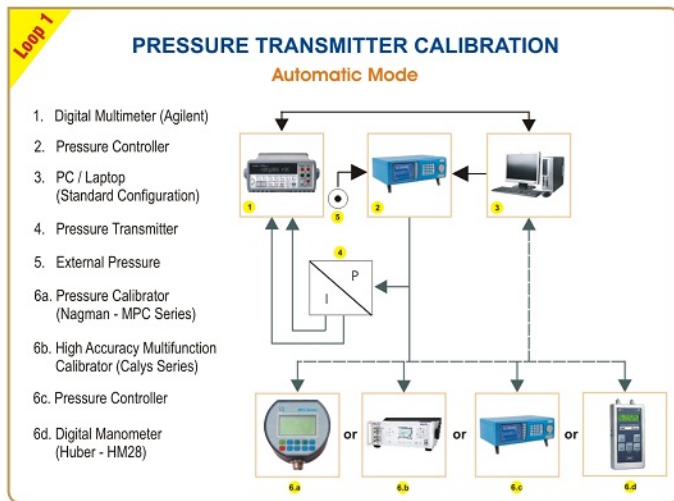 Loop 1
PRESSURE TRANSMITTER CALIBRATION
Automatic Mode
1. Digital Multimeter (Agilent)
2. Pressure Controller
3. PC / Laptop
(Standard Configuration)
4. Pressure Transmitter
5. External Pressure
6a. Pressure Calibrator
(Nagman - MPC Series)
6b. High Accuracy Multifunction
Calibrator (Calys Series)
6c. Pressure Controller
6d. Digital Manometer
(Huber - HM28)
1
5
2
3
4
P
I
or
or
or
6.a
6.b
6.c
6.d